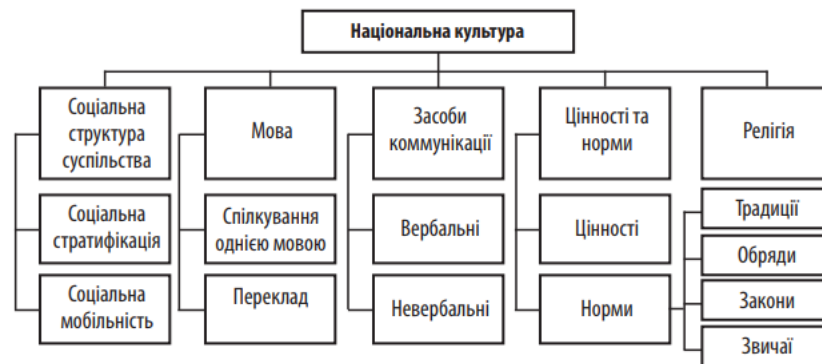 Національна культура
Соціальна
структура
суспільства
Мова
Засоби
коммунікації
Цінності та
норми
Релігія
Соціальна
стратифікація
Спілкування
однією мовою
Вербальні
Цінності
Традиції
Обряди
Соціальна
мобільність
Переклад
Невербальні
Норми
Закони
Звичаї